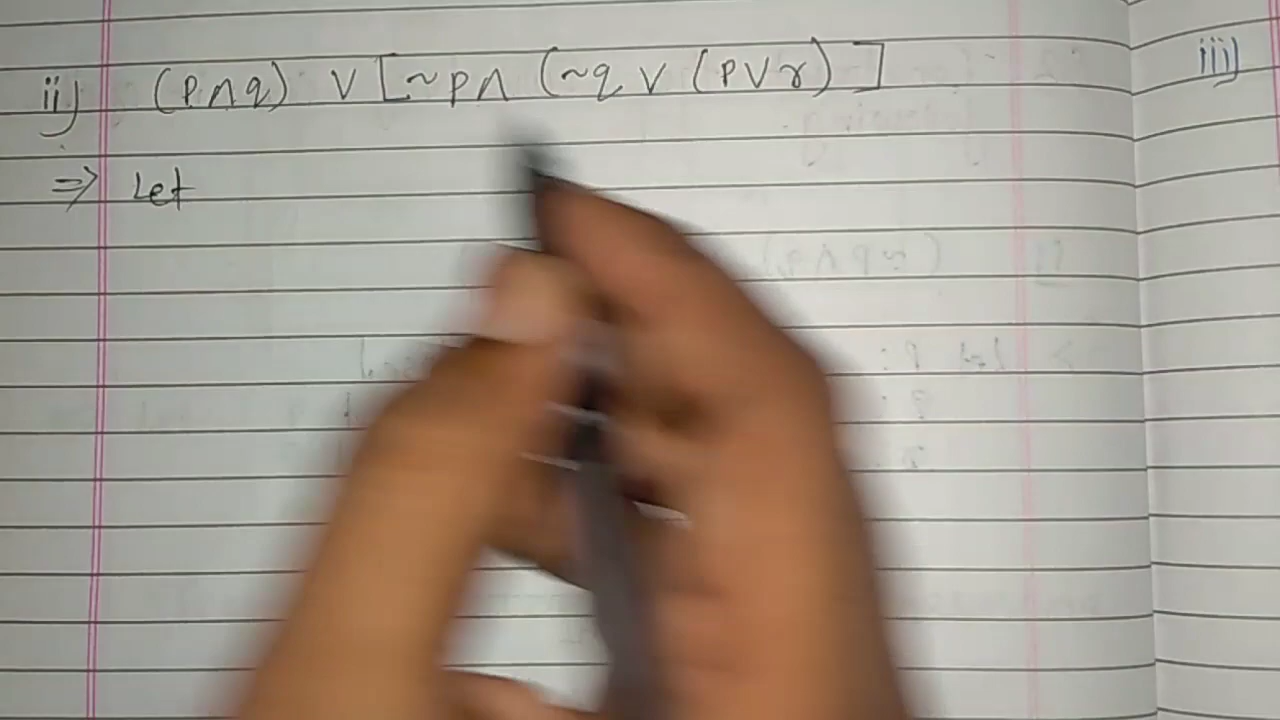 ii) (p∧q) ∨ [~p∧ (~q ∨ (p∨r) ]
iii)
⇒ Let